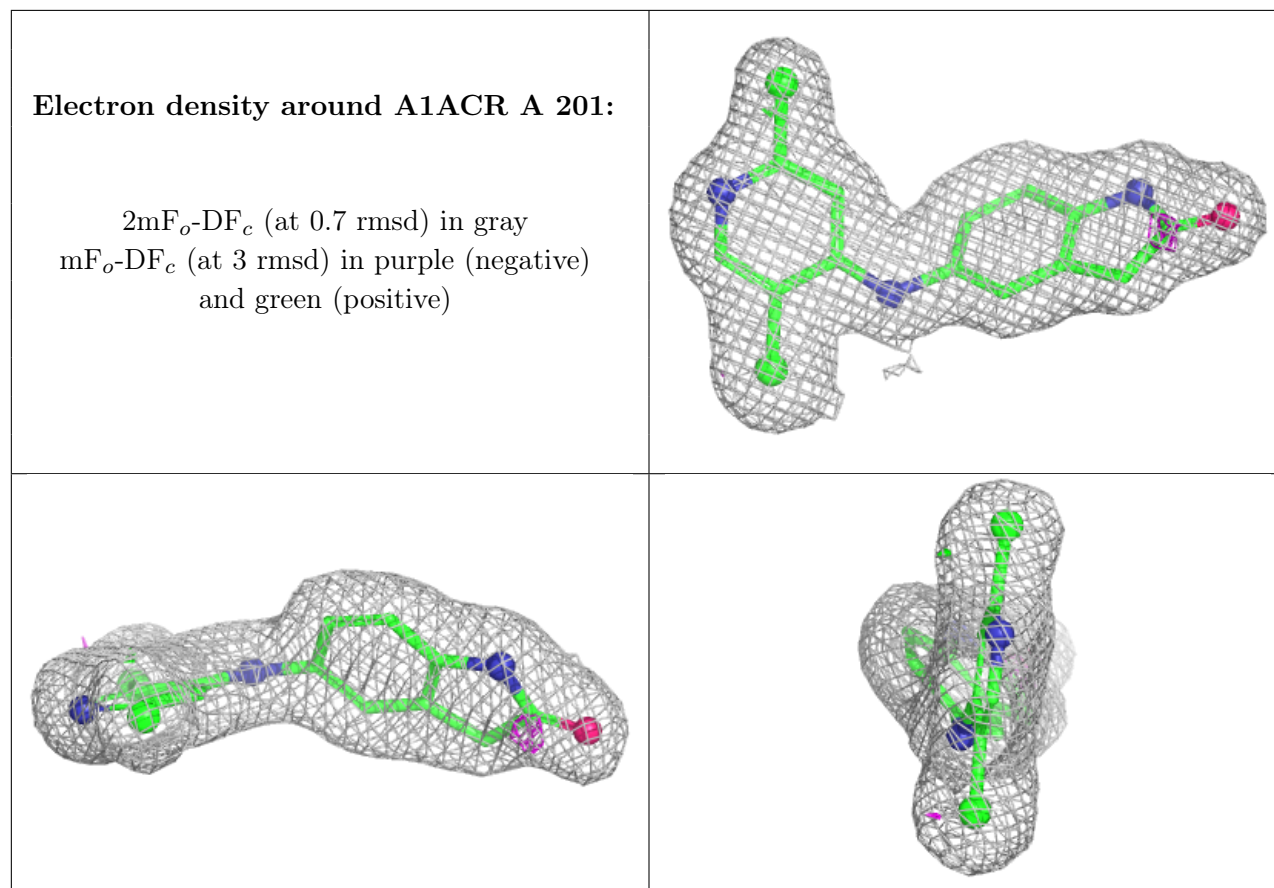 Electron density around A1ACR A 201:
2mFo-DFc (at 0.7 rmsd) in gray
mFo-DFc (at 3 rmsd) in purple (negative)
and green (positive)